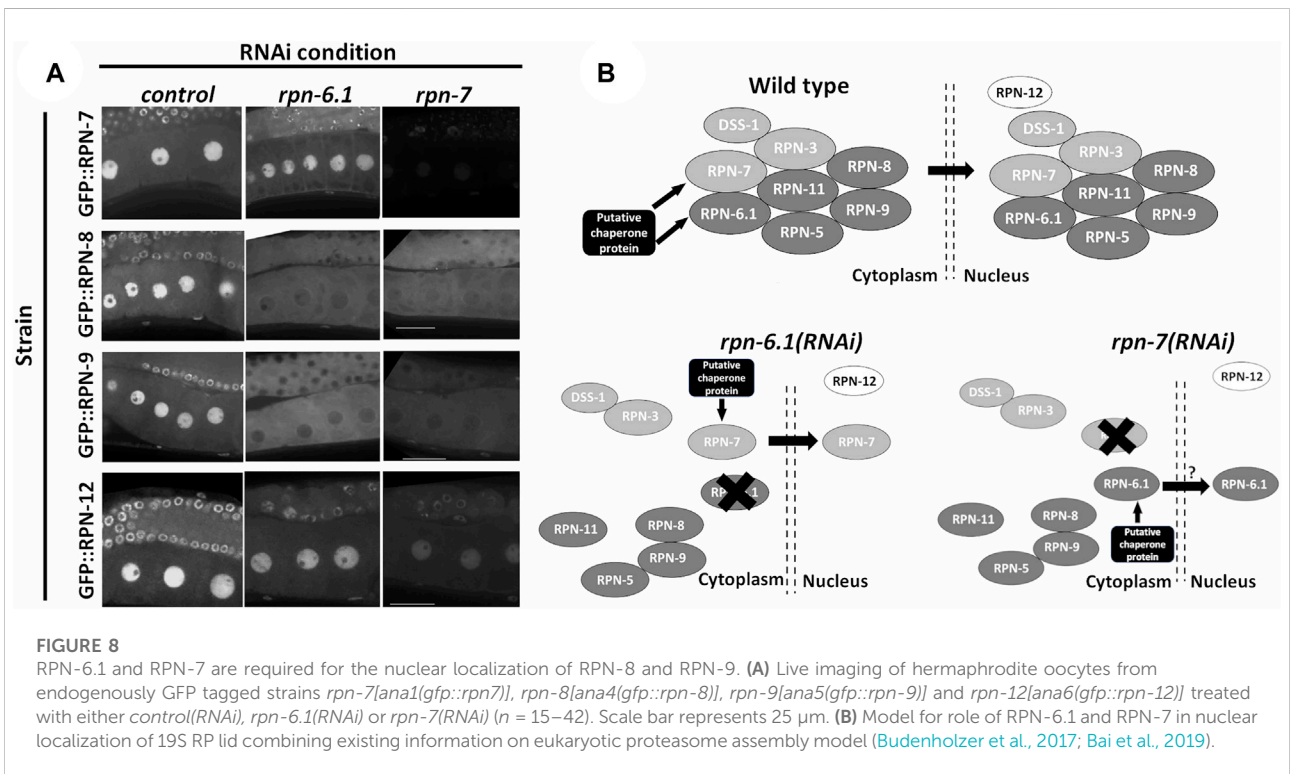 A
RNAi condition
control rpn-6.1 rpn-7
Strain
GFP::RPN-7
GFP::RPN-8
GFP::RPN-9
GFP::RPN-12
B
Wild type
RPN-12
DSS-1
RPN-3
RPN-7
RPN-8
RPN-11
RPN-6.1
RPN-9
RPN-5
Putative
chaperone
protein
DSS-1
RPN-3
RPN-7
RPN-8
RPN-11
RPN-6.1
RPN-9
RPN-5
Cytoplasm Nucleus
rpn-6.1(RNAi)
Putative
chaperone
protein
RPN-12
DSS-1
RPN-3
RPN-7
RPN-7
RPN-11
RPN-8
RPN-9
RPN-5
Cytoplasm Nucleus
rpn-7(RNAi)
RPN-12
DSS-1
RPN-3
RPN-6.1
?
RPN-6.1
RPN-11
RPN-8
RPN-9
RPN-5
Putative
chaperone
protein
Cytoplasm Nucleus
FIGURE 8
RPN-6.1 and RPN-7 are required for the nuclear localization of RPN-8 and RPN-9. (A) Live imaging of hermaphrodite oocytes from
endogenously GFP tagged strains rpn-7[ana1(gfp::rpn7)], rpn-8[ana4(gfp::rpn-8)], rpn-9[ana5(gfp::rpn-9)] and rpn-12[ana6(gfp::rpn-12)] treated
with either control(RNAi), rpn-6.1(RNAi) or rpn-7(RNAi) (n = 15–42). Scale bar represents 25 μm. (B) Model for role of RPN-6.1 and RPN-7 in nuclear
localization of 19S RP lid combining existing information on eukaryotic proteasome assembly model (Budenholzer et al., 2017; Bai et al., 2019).